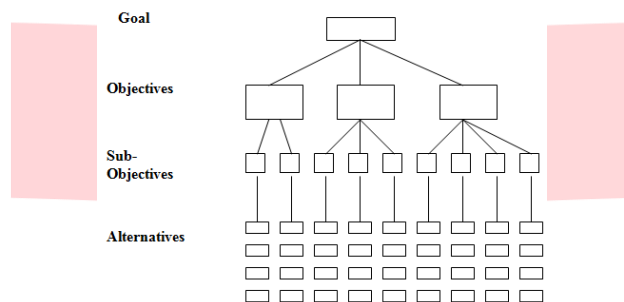 Goal
Objectives
Sub-
Objectives
Alternatives